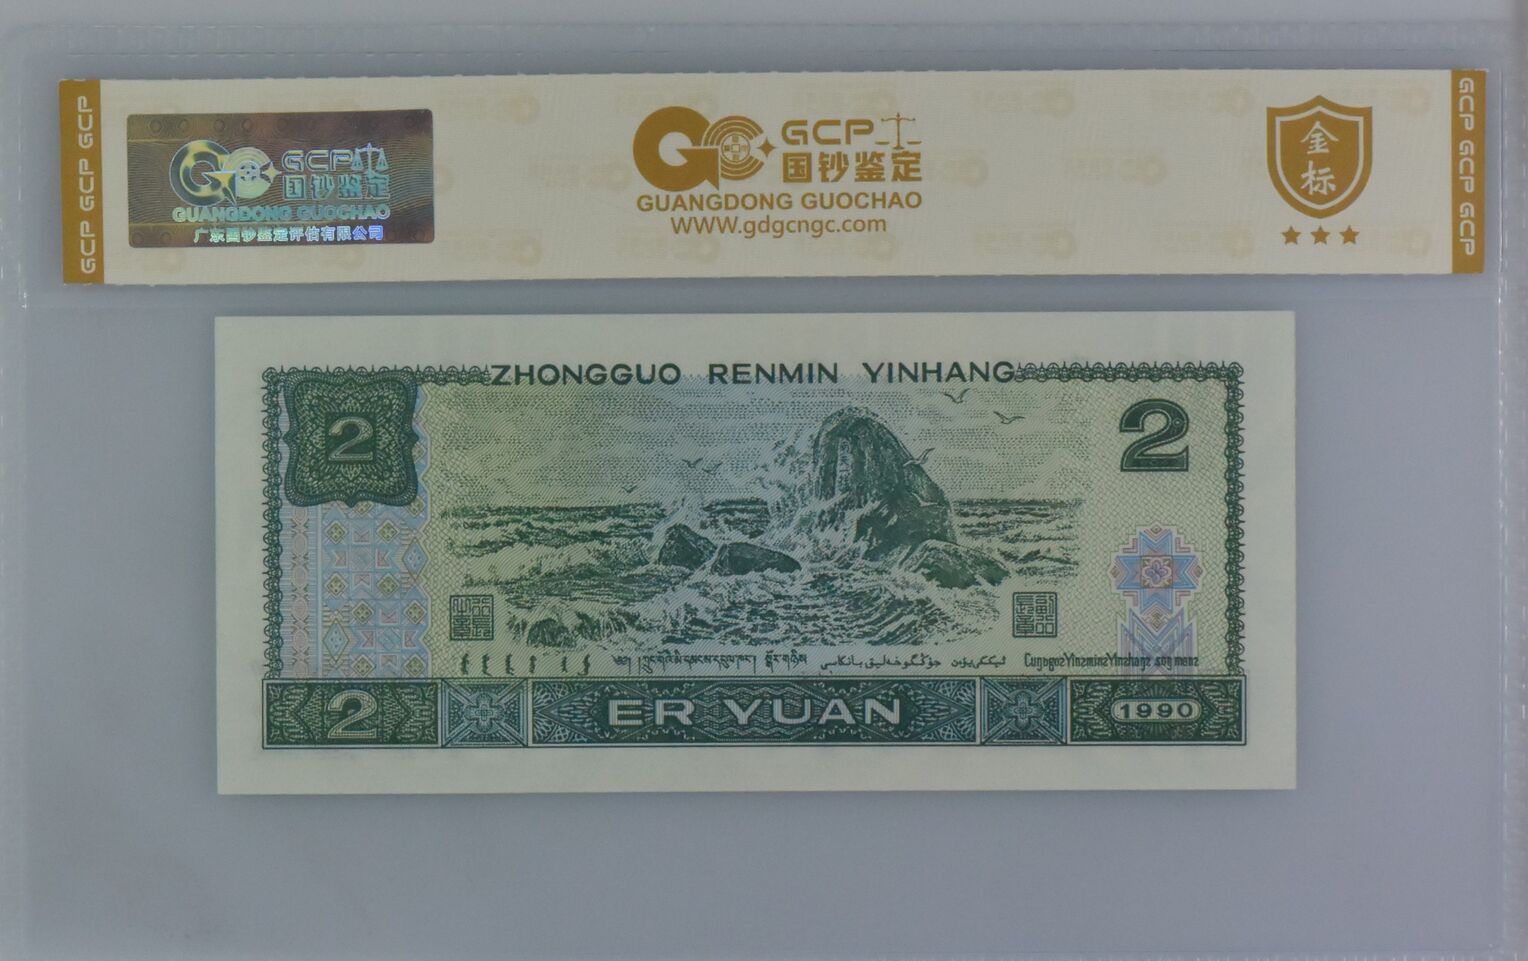 GCP GCP GCP
GCP 国钞鉴定
GUANGDONG GUOCHAO
广东国钞鉴定评估有限公司
GCP
国钞鉴定
GUANGDONG GUOCHAO
WWW.gdgcngc.com
金标
GCP GCP GCP
ZHONGGUO RENMIN YINHANG
2
2
2
ER YUAN
1990